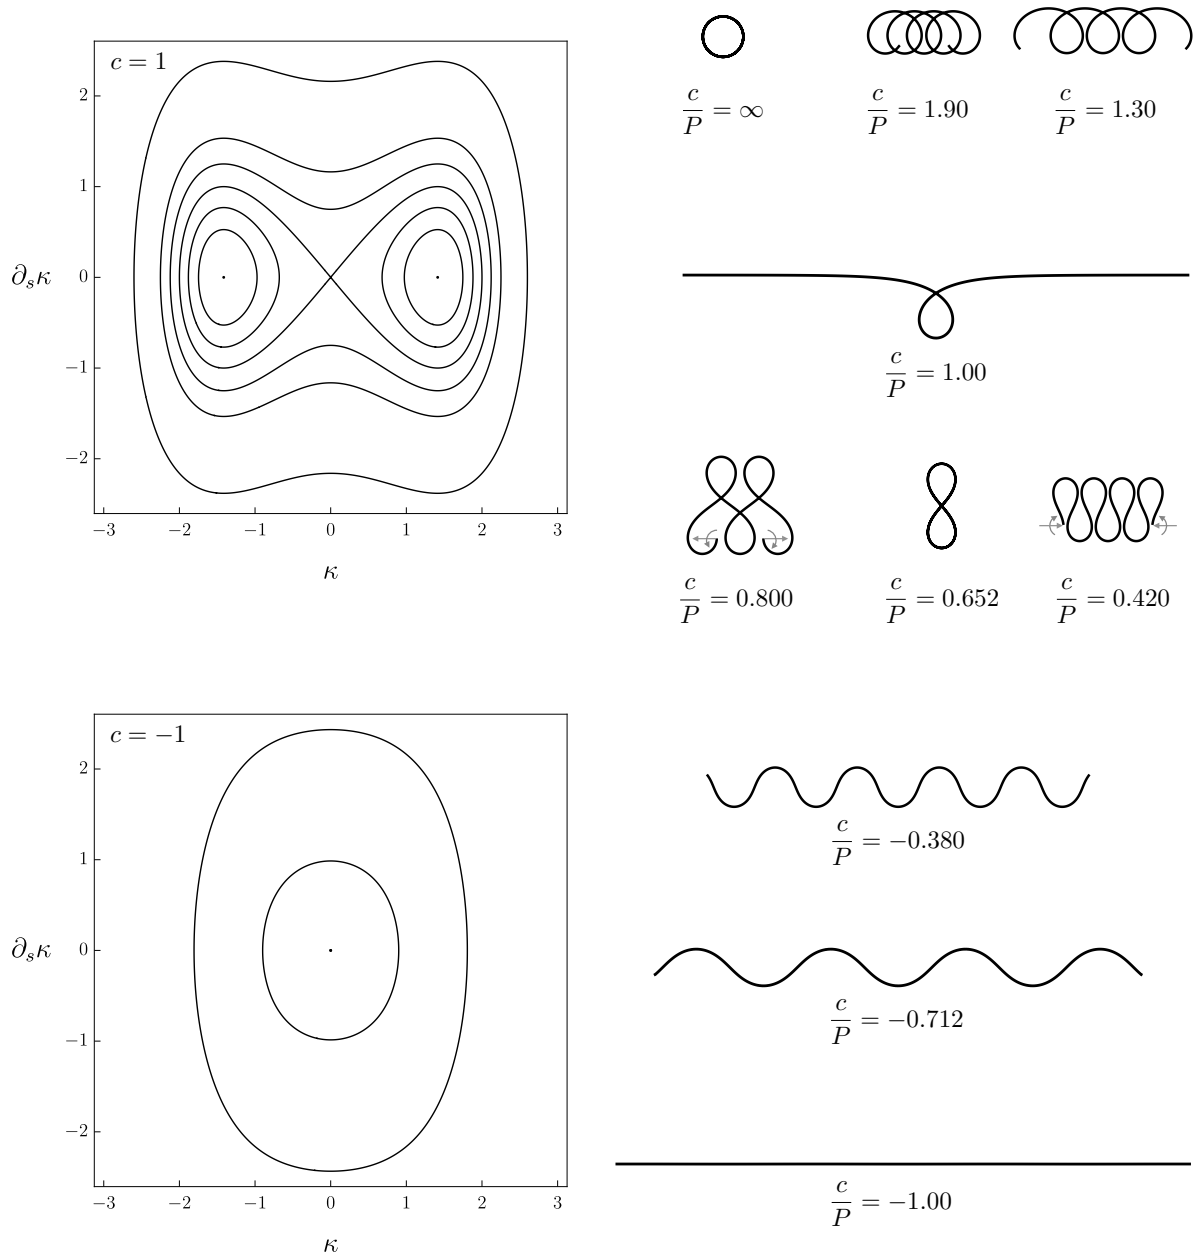 c = 1
2
1
0
−1
−2
∂ₛκ
−3 −2 −1 0 1 2 3
κ
c/P = ∞
c/P = 1.90
c/P = 1.30
c/P = 1.00
c/P = 0.800
c/P = 0.652
c/P = 0.420
c = −1
2
1
0
−1
−2
∂ₛκ
−3 −2 −1 0 1 2 3
κ
c/P = −0.380
c/P = −0.712
c/P = −1.00